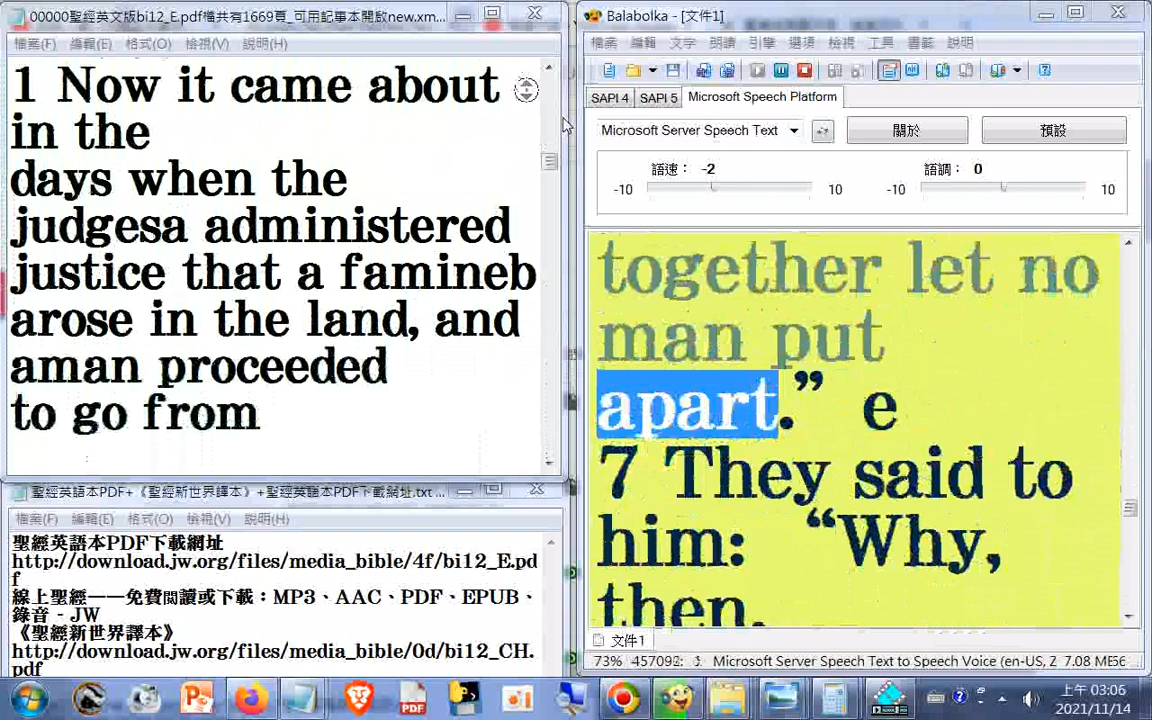 00000聖經英文版bi12_E.pdf檔共有1669頁_可用記事本開啟new.xm...
檔案(F) 編輯(E) 格式(O) 檢視(V) 說明(H)
1 Now it came about
in the
days when the
judgesa administered
justice that a famineb
arose in the land, and
aman proceeded
to go from
聖經英語本PDF+《聖經新世界譯本》+聖經英語本PDF下載網址.txt ...
檔案(F) 編輯(E) 格式(O) 檢視(V) 說明(H)
聖經英語本PDF下載網址
http://download.jw.org/files/media_bible/4f/bi12_E.pd
f
線上聖經——免費閱讀或下載：MP3、AAC、PDF、EPUB、
錄音 - JW
《聖經新世界譯本》
http://download.jw.org/files/media_bible/0d/bi12_CH.
pdf
Balabolka - [文件1]
檔案 編輯 文字 朗讀 引擎 選項 檢視 工具 書籤 說明
SAPI 4 SAPI 5 Microsoft Speech Platform
Microsoft Server Speech Text 關於 預設
語速： -2 語調： 0
-10 10 -10 10
together let no
man put
apart.” e
7 They said to
him: “Why,
then,
文件1
73% 457092: 1 Microsoft Server Speech Text to Speech Voice (en-US, Z 7.08 ME56
上午 03:06
2021/11/14